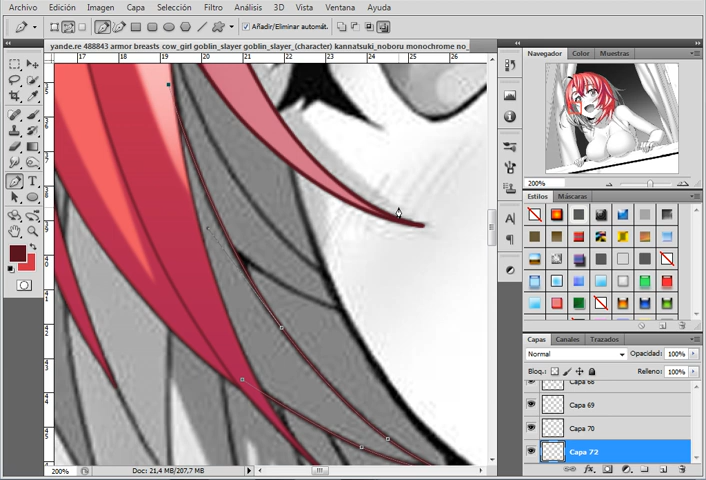 Edición Imagen Capa Selección Filtro Análisis 3D Vista Ventana Ayuda
Añadir/Eliminar automát.
yande.re 488843 armor breasts cow_girl goblin_slayer goblin_slayer_(character) kannatsuki_noboru monochrome no_
17 18 19 20 21 22 23 24 25 26
Navegador Color Muestras
200%
Estilos Máscaras
Capas Canales Trazados
Normal Opacidad: 100%
Bloq.: Relleno: 100%
Capa 68
Capa 69
Capa 70
Capa 72
200% Doc: 21,4 MB/207,7 MB